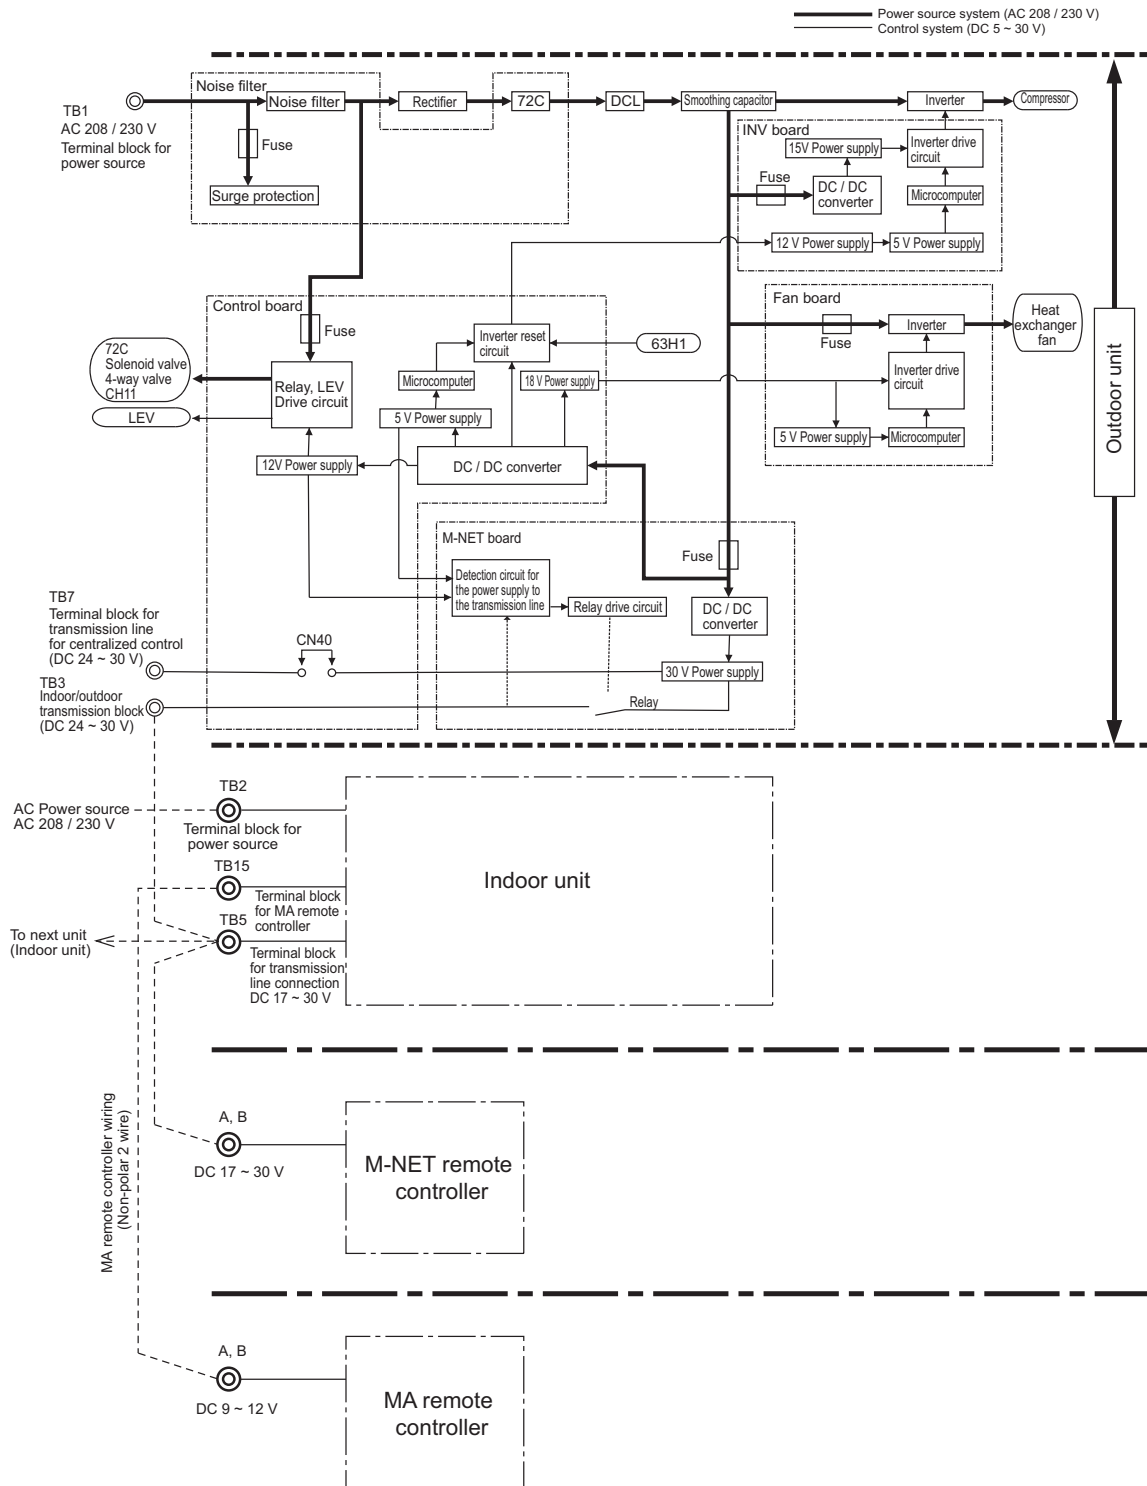 Power source system (AC 208 / 230 V)
Control system (DC 5 ~ 30 V)
Noise filter
Noise filter
Rectifier
72C
DCL
Smoothing capacitor
Inverter
Compressor
TB1
AC 208 / 230 V
Terminal block for
power source
Fuse
Surge protection
INV board
15V Power supply
Inverter drive
circuit
Fuse
DC / DC
converter
Microcomputer
12 V Power supply
5 V Power supply
Control board
Fuse
Inverter reset
circuit
63H1
Fan board
Fuse
Inverter
Heat
exchanger
fan
Outdoor unit
72C
Solenoid valve
4-way valve
CH11
LEV
Relay, LEV
Drive circuit
Microcomputer
18 V Power supply
Inverter drive
circuit
5 V Power supply
5 V Power supply
Microcomputer
12V Power supply
DC / DC converter
M-NET board
Fuse
Detection circuit for
the power supply to
the transmission line
Relay drive circuit
DC / DC
converter
TB7
Terminal block for
transmission line
for centralized control
(DC 24 ~ 30 V)
CN40
30 V Power supply
TB3
Indoor/outdoor
transmission block
(DC 24 ~ 30 V)
Relay
TB2
AC Power source
AC 208 / 230 V
Terminal block for
power source
TB15
Terminal block
for MA remote
controller
Indoor unit
TB5
To next unit
(Indoor unit)
Terminal block
for transmission
line connection
DC 17 ~ 30 V
MA remote controller wiring
(Non-polar 2 wire)
A, B
DC 17 ~ 30 V
M-NET remote
controller
A, B
DC 9 ~ 12 V
MA remote
controller